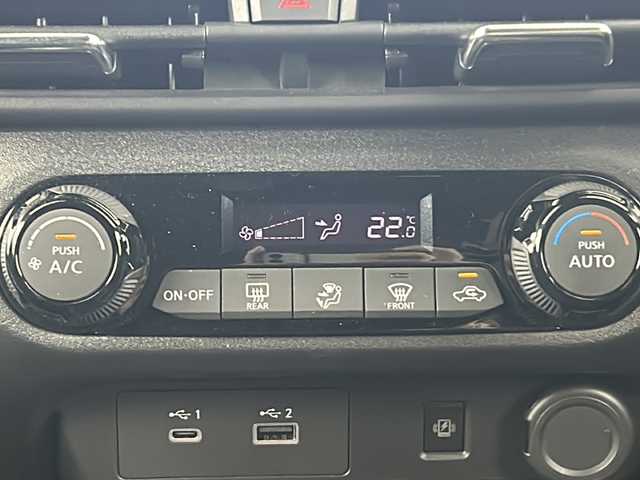 22.0 °C
PUSH
A/C
PUSH
AUTO
ON·OFF
REAR
FRONT
1
2